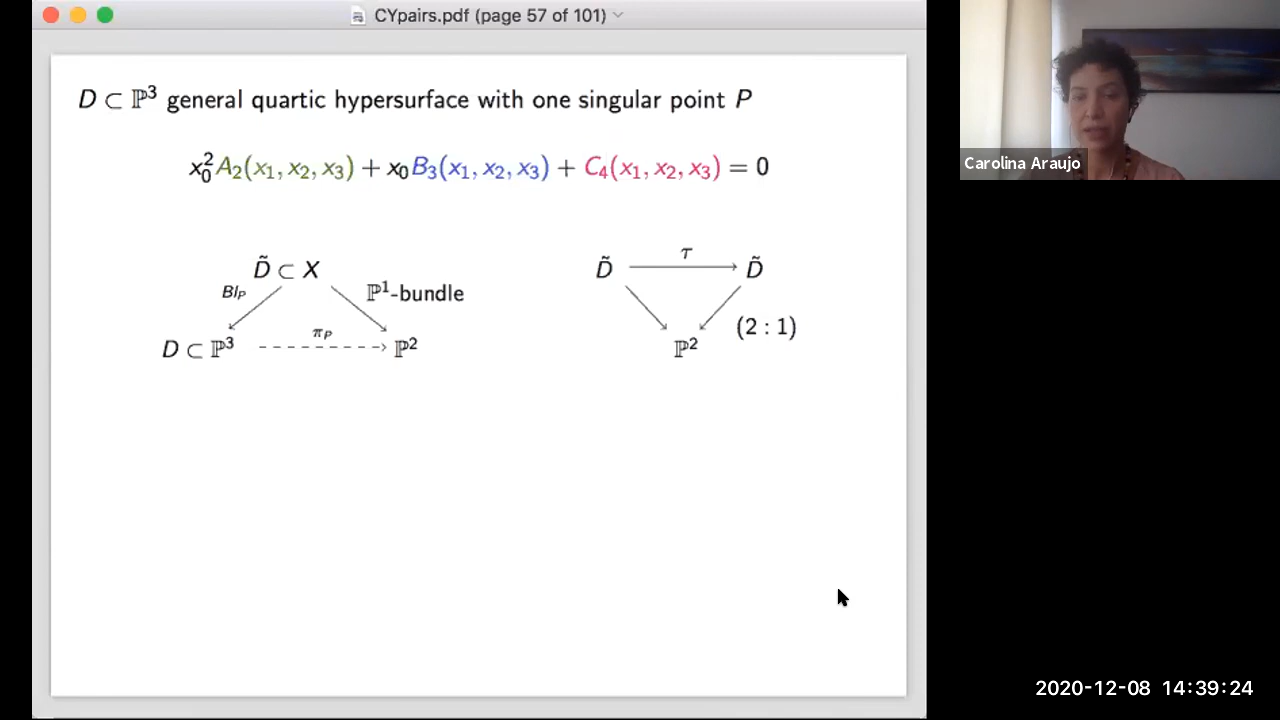 CYpairs.pdf (page 57 of 101)
D ⊂ ℙ³ general quartic hypersurface with one singular point P
x₀²A₂(x₁, x₂, x₃) + x₀B₃(x₁, x₂, x₃) + C₄(x₁, x₂, x₃) = 0
D̃ ⊂ X
Bl_P
ℙ¹-bundle
D ⊂ ℙ³
π_P
ℙ²
D̃
τ
D̃
(2 : 1)
ℙ²
Carolina Araujo
2020-12-08 14:39:24